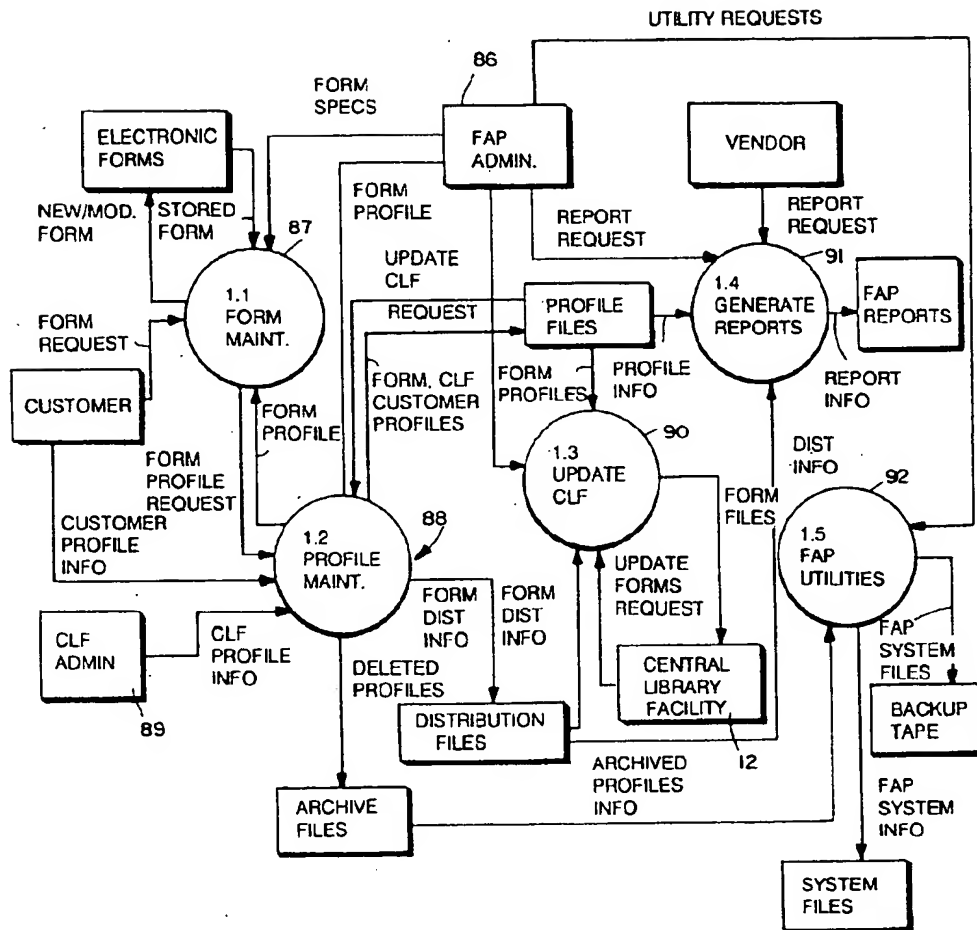 UTILITY REQUESTS
86
FORM
SPECS
ELECTRONIC
FORMS
FAP
ADMIN.
VENDOR
NEW/MOD.
FORM
STORED
FORM
87
FORM
PROFILE
REPORT
REQUEST
REPORT
REQUEST
91
1.1
FORM
MAINT.
UPDATE
CLF
REQUEST
PROFILE
FILES
1.4
GENERATE
REPORTS
FAP
REPORTS
FORM
REQUEST
PROFILE
INFO
REPORT
INFO
CUSTOMER
FORM
PROFILE
FORM, CLF
CUSTOMER
PROFILES
FORM
PROFILES
90
FORM
PROFILE
REQUEST
1.3
UPDATE
CLF
DIST
INFO
92
CUSTOMER
PROFILE
INFO
88
FORM
FILES
1.2
PROFILE
MAINT.
1.5
FAP
UTILITIES
FORM
DIST
INFO
FORM
DIST
INFO
UPDATE
FORMS
REQUEST
CLF
ADMIN
CLF
PROFILE
INFO
89
DELETED
PROFILES
DISTRIBUTION
FILES
CENTRAL
LIBRARY
FACILITY
12
FAP
SYSTEM
FILES
BACKUP
TAPE
ARCHIVED
PROFILES
INFO
ARCHIVE
FILES
FAP
SYSTEM
INFO
SYSTEM
FILES